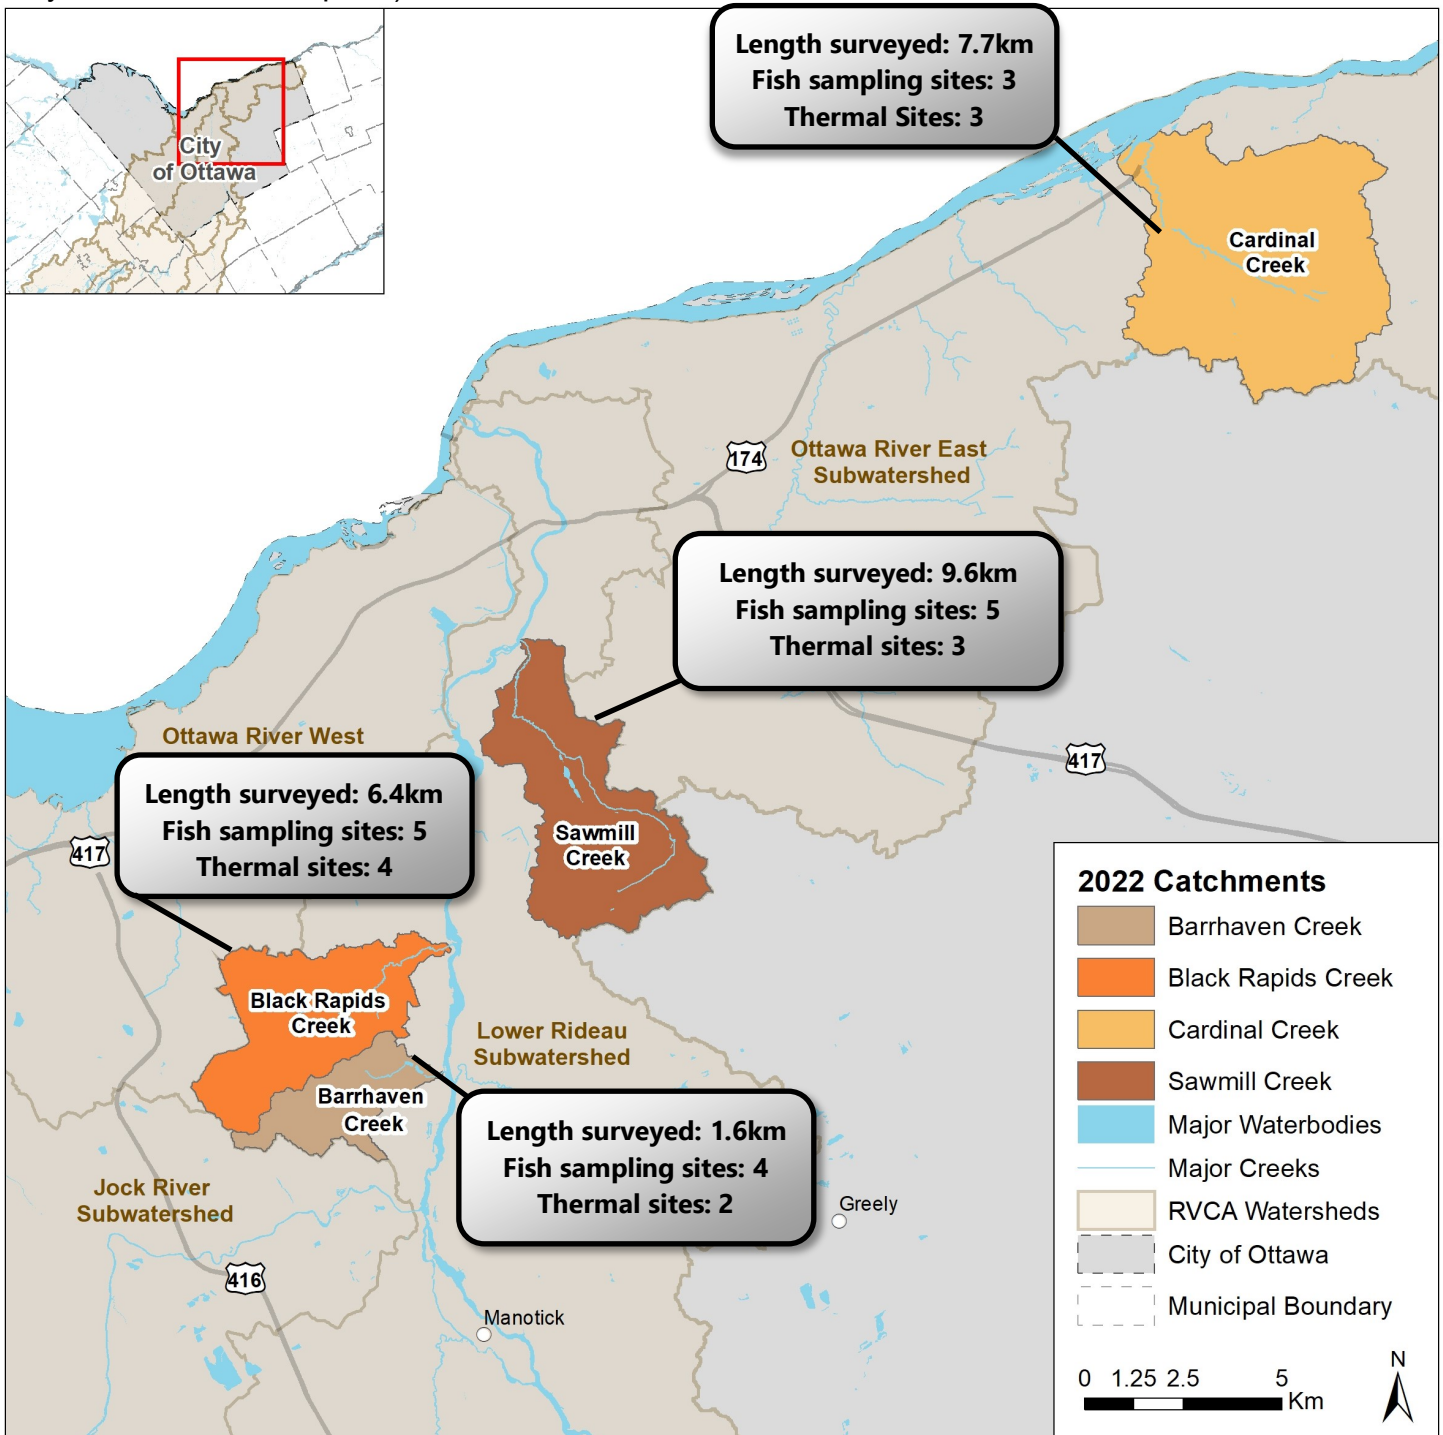 City
of Ottawa
Length surveyed: 7.7km
Fish sampling sites: 3
Thermal Sites: 3
Cardinal
Creek
174
Ottawa River East
Subwatershed
Length surveyed: 9.6km
Fish sampling sites: 5
Thermal sites: 3
Ottawa River West
417
Length surveyed: 6.4km
Fish sampling sites: 5
Thermal sites: 4
417
Sawmill
Creek
Black Rapids
Creek
Lower Rideau
Subwatershed
Barrhaven
Creek
Length surveyed: 1.6km
Fish sampling sites: 4
Thermal sites: 2
Jock River
Subwatershed
Greely
416
Manotick
2022 Catchments
Barrhaven Creek
Black Rapids Creek
Cardinal Creek
Sawmill Creek
Major Waterbodies
Major Creeks
RVCA Watersheds
City of Ottawa
Municipal Boundary
0 1.25 2.5 5
Km
N